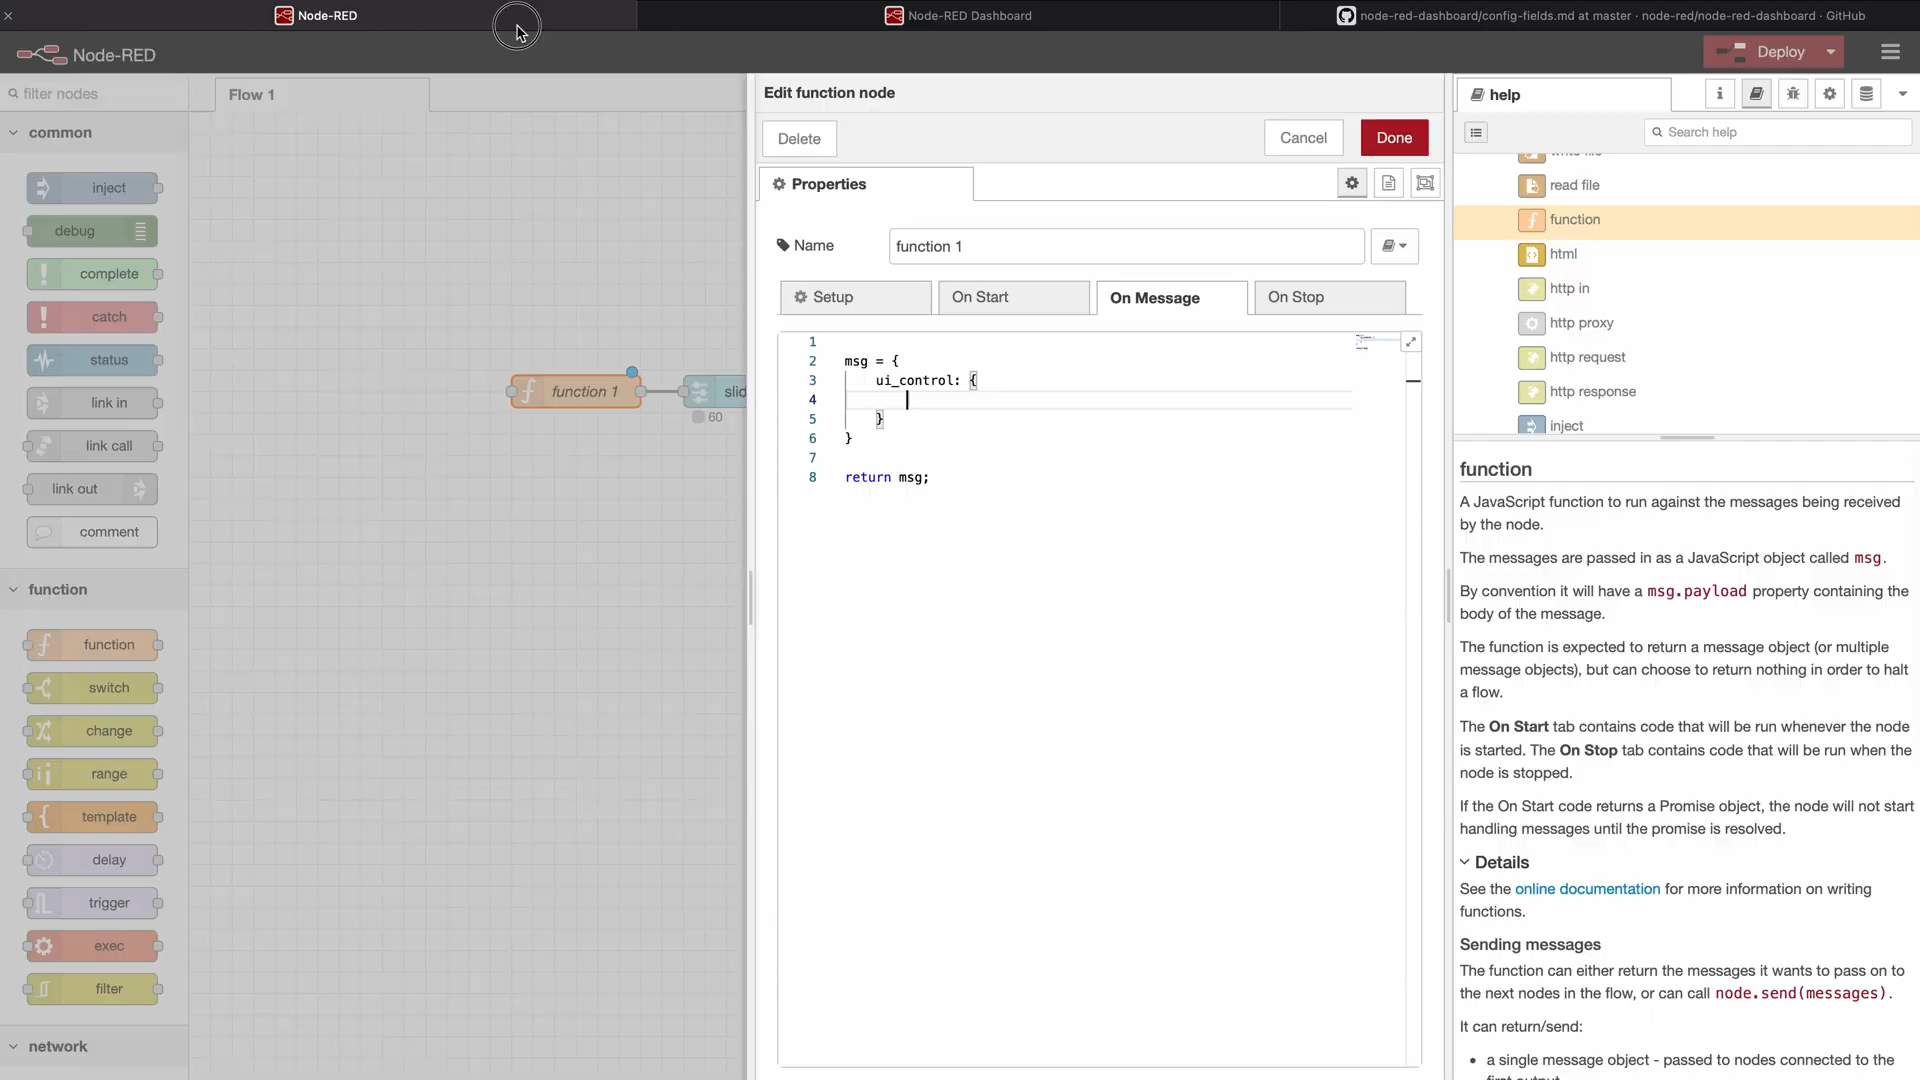 Node-RED
Node-RED Dashboard
node-red-dashboard/config-fields.md at master · node-red/node-red-dashboard · GitHub
Node-RED
Deploy
filter nodes
common
inject
debug
complete
catch
status
link in
link call
link out
comment
function
function
switch
change
range
template
delay
trigger
exec
filter
network
Flow 1
function 1
slid
60
Edit function node
Delete
Cancel
Done
Properties
Name
function 1
Setup
On Start
On Message
On Stop
1
2 msg = {
3 ui_control: {
4
5 }
6 }
7
8 return msg;
help
Search help
write file
read file
function
html
http in
http proxy
http request
http response
inject
function
A JavaScript function to run against the messages being received
by the node.
The messages are passed in as a JavaScript object called msg.
By convention it will have a msg.payload property containing the
body of the message.
The function is expected to return a message object (or multiple
message objects), but can choose to return nothing in order to halt
a flow.
The On Start tab contains code that will be run whenever the node
is started. The On Stop tab contains code that will be run when the
node is stopped.
If the On Start code returns a Promise object, the node will not start
handling messages until the promise is resolved.
Details
See the online documentation for more information on writing
functions.
Sending messages
The function can either return the messages it wants to pass on to
the next nodes in the flow, or can call node.send(messages).
It can return/send:
• a single message object - passed to nodes connected to the
first output